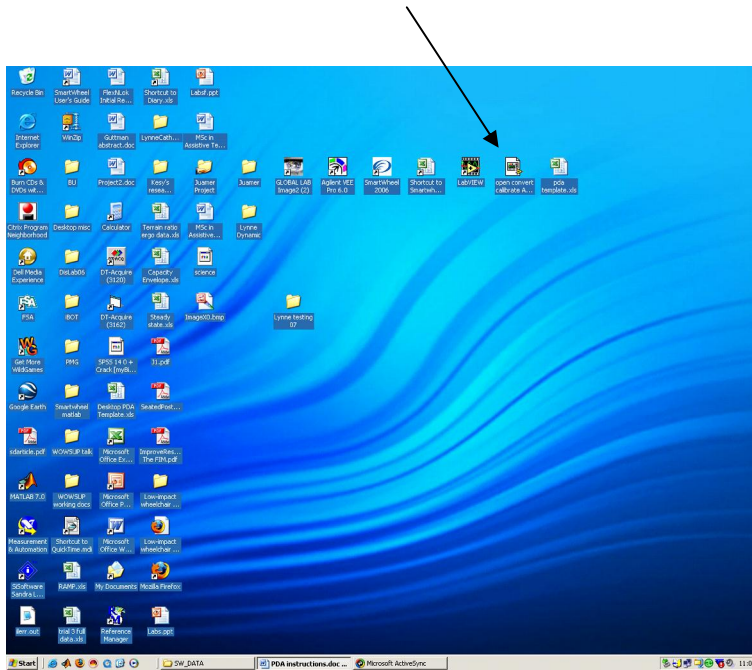 Recycle Bin
SmartWheel
User's Guide
FlexNLok
Initial Re...
Shortcut to
Diary.xls
Labsf.ppt
Internet
Explorer
WinZip
Guttman
abstract.doc
LynneCath...
MSc in
Assistive Te...
Burn CDs &
DVDs wit...
BU
Project2.doc
Kesy's
resea...
Juamer
Project
Juamer
GLOBAL LAB
Image2 (2)
Agilent VEE
Pro 6.0
SmartWheel
2006
Shortcut to
Smartwh...
LabVIEW
open convert
calibrate A...
pda
template.xls
Citrix Program
Neighborhood
Desktop misc
Calculator
Terrain ratio
ergo data.xls
MSc in
Assistive...
Lynne
Dynamic
Dell Media
Experience
DisLab06
DT-Acquire
(3120)
Capacity
Envelope.xls
science
FSA
iBOT
DT-Acquire
(3162)
Steady
state.xls
ImageXD.bmp
Lynne testing
07
Get More
WildGames
PMG
SPSS 14 0 +
Crack [myBi...
J1.pdf
Google Earth
Smartwheel
matlab
Desktop PDA
Template.xls
SeatedPost...
sdarticle.pdf
WOWSUP talk
Microsoft
Office Ex...
ImproveRes...
The FIM.pdf
MATLAB 7.0
WOWSUP
working docs
Microsoft
Office P...
Low-impact
wheelchair ...
Measurement
& Automation
Shortcut to
QuickTime.mdi
Microsoft
Office W...
Low-impact
wheelchair ...
SiSoftware
Sandra L...
RAMP.xls
My Documents
Mozilla Firefox
ilerr out
trial 3 full
data.xls
Reference
Manager
Labs.ppt
Start
SW_DATA
PDA instructions.doc ...
Microsoft ActiveSync